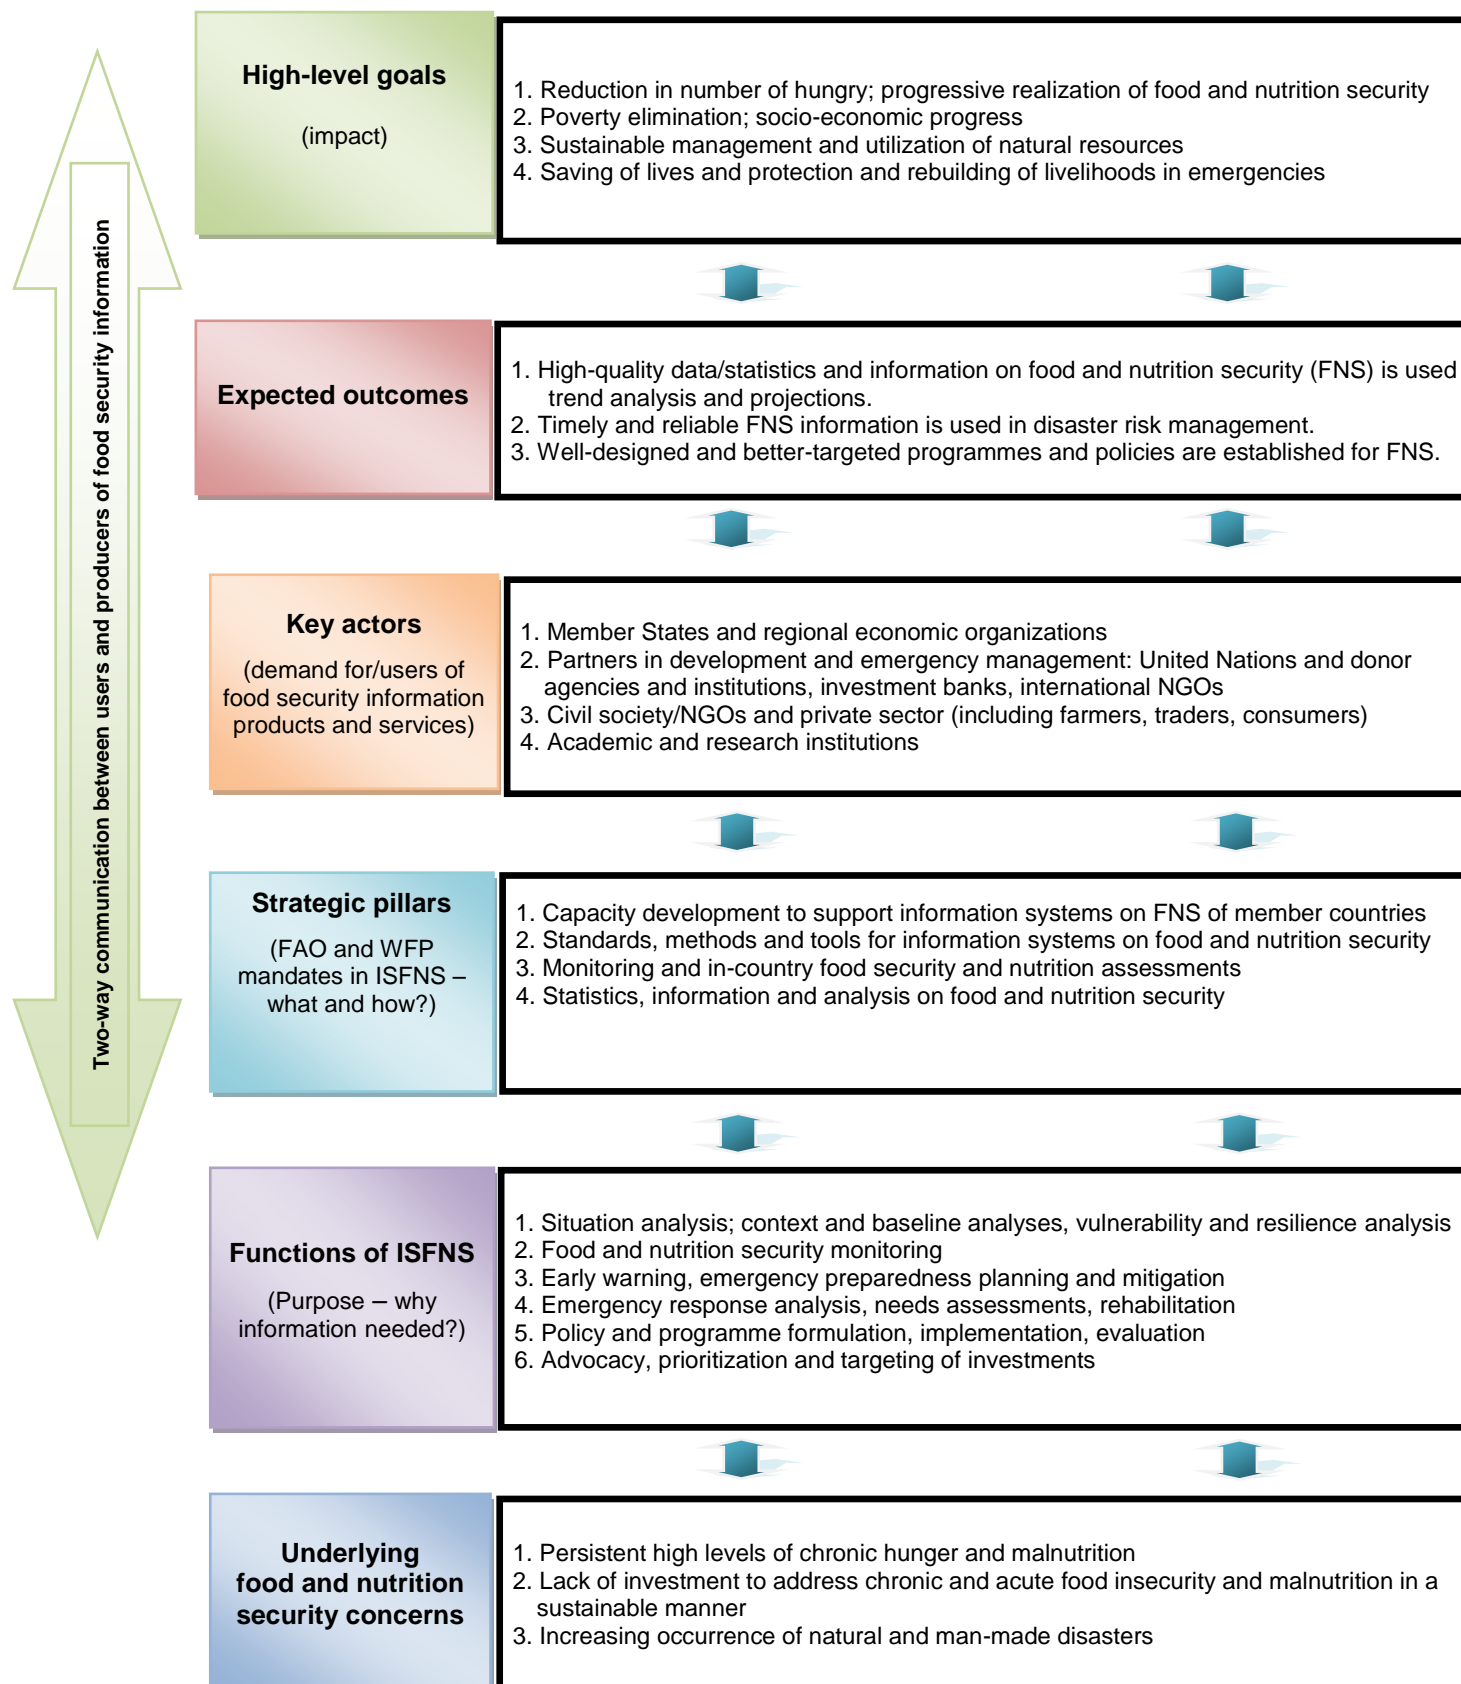 Two-way communication between users and producers of food security information
High-level goals
(impact)
1. Reduction in number of hungry; progressive realization of food and nutrition security
2. Poverty elimination; socio-economic progress
3. Sustainable management and utilization of natural resources
4. Saving of lives and protection and rebuilding of livelihoods in emergencies
Expected outcomes
1. High-quality data/statistics and information on food and nutrition security (FNS) is used
trend analysis and projections.
2. Timely and reliable FNS information is used in disaster risk management.
3. Well-designed and better-targeted programmes and policies are established for FNS.
Key actors
(demand for/users of
food security information
products and services)
1. Member States and regional economic organizations
2. Partners in development and emergency management: United Nations and donor
agencies and institutions, investment banks, international NGOs
3. Civil society/NGOs and private sector (including farmers, traders, consumers)
4. Academic and research institutions
Strategic pillars
(FAO and WFP
mandates in ISFNS –
what and how?)
1. Capacity development to support information systems on FNS of member countries
2. Standards, methods and tools for information systems on food and nutrition security
3. Monitoring and in-country food security and nutrition assessments
4. Statistics, information and analysis on food and nutrition security
Functions of ISFNS
(Purpose – why
information needed?)
1. Situation analysis; context and baseline analyses, vulnerability and resilience analysis
2. Food and nutrition security monitoring
3. Early warning, emergency preparedness planning and mitigation
4. Emergency response analysis, needs assessments, rehabilitation
5. Policy and programme formulation, implementation, evaluation
6. Advocacy, prioritization and targeting of investments
Underlying
food and nutrition
security concerns
1. Persistent high levels of chronic hunger and malnutrition
2. Lack of investment to address chronic and acute food insecurity and malnutrition in a
sustainable manner
3. Increasing occurrence of natural and man-made disasters